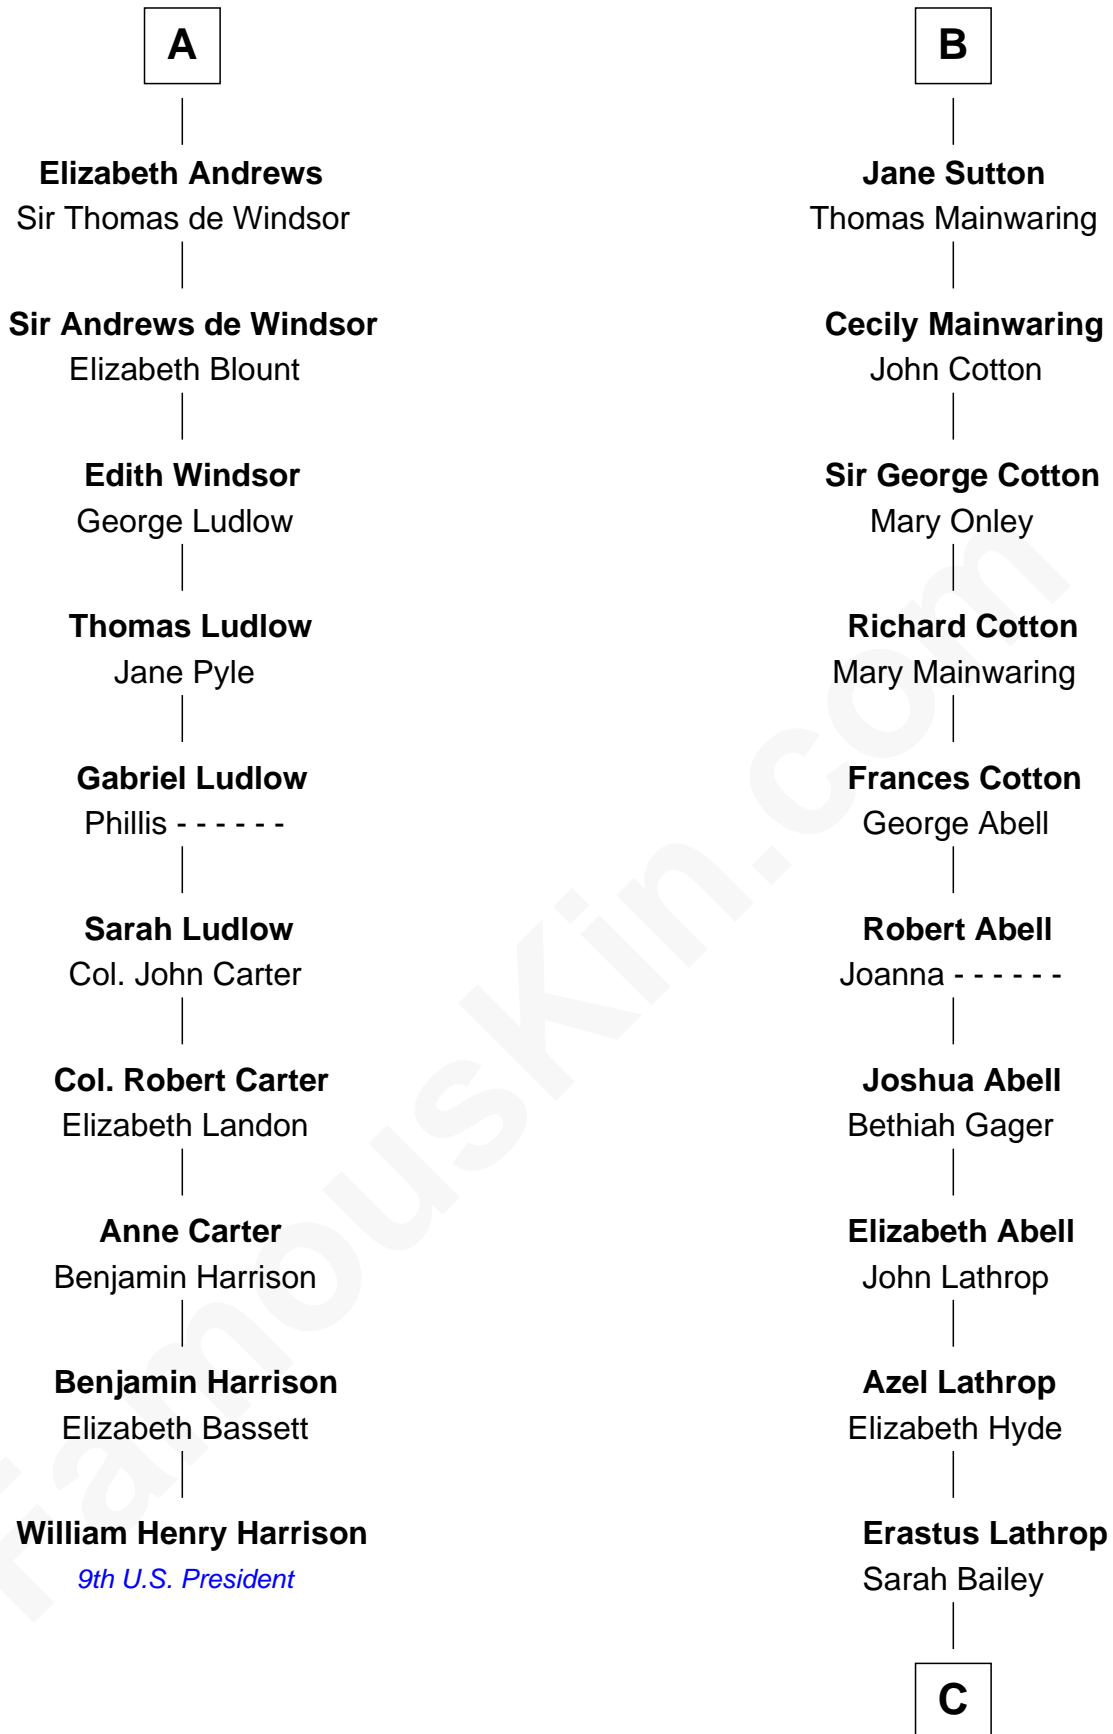 A
Elizabeth Andrews
Sir Thomas de Windsor
Sir Andrews de Windsor
Elizabeth Blount
Edith Windsor
George Ludlow
Thomas Ludlow
Jane Pyle
Gabriel Ludlow
Phillis - - - - - -
Sarah Ludlow
Col. John Carter
Col. Robert Carter
Elizabeth Landon
Anne Carter
Benjamin Harrison
Benjamin Harrison
Elizabeth Bassett
William Henry Harrison
9th U.S. President
B
Jane Sutton
Thomas Mainwaring
Cecily Mainwaring
John Cotton
Sir George Cotton
Mary Onley
Richard Cotton
Mary Mainwaring
Frances Cotton
George Abell
Robert Abell
Joanna - - - - - -
Joshua Abell
Bethiah Gager
Elizabeth Abell
John Lathrop
Azel Lathrop
Elizabeth Hyde
Erastus Lathrop
Sarah Bailey
C
FamousKin.com